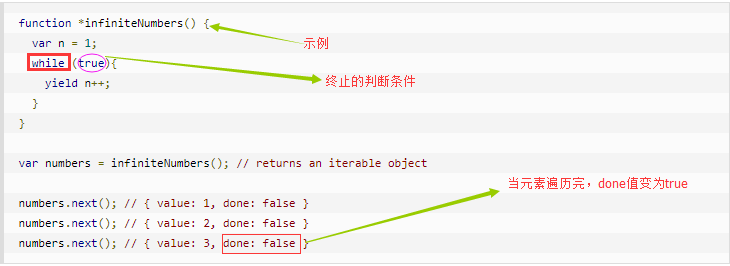 function *infiniteNumbers() {
示例
var n = 1;
while (true){
终止的判断条件
yield n++;
}
}
var numbers = infiniteNumbers(); // returns an iterable object
当元素遍历完，done值变为true
numbers.next(); // { value: 1, done: false }
numbers.next(); // { value: 2, done: false }
numbers.next(); // { value: 3, done: false }